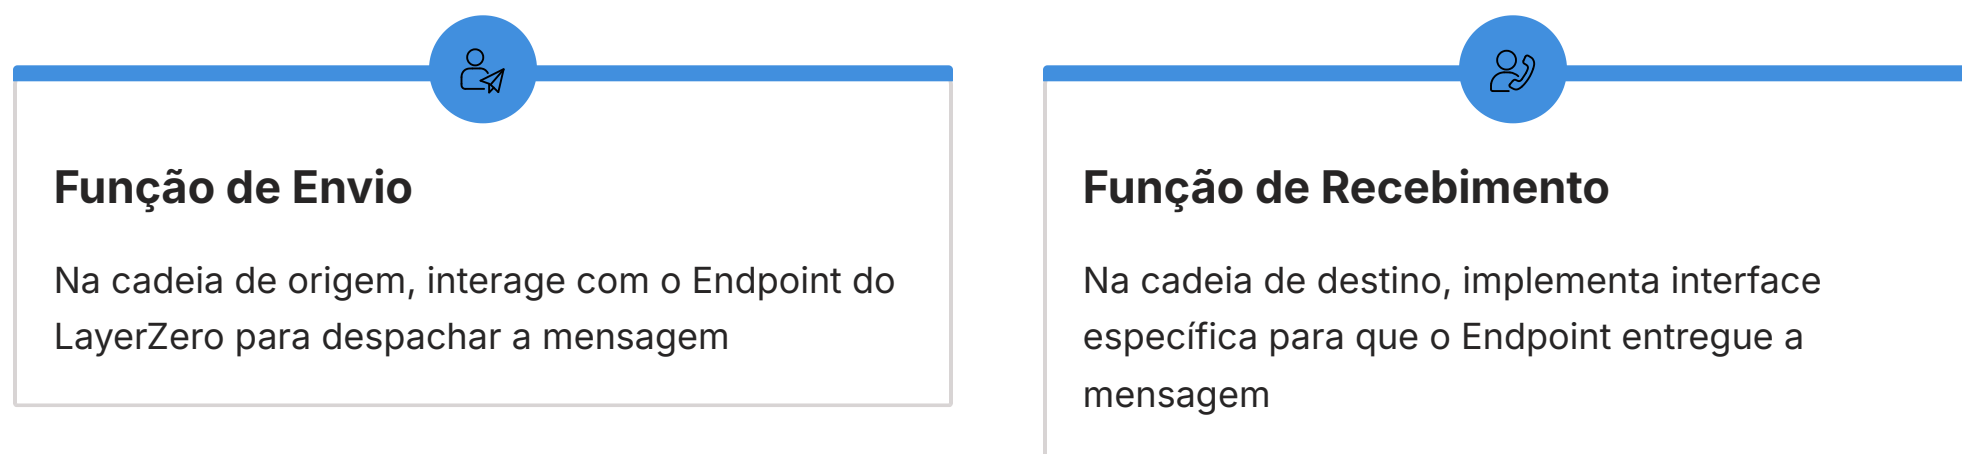 Função de Envio
Na cadeia de origem, interage com o Endpoint do
LayerZero para despachar a mensagem
Função de Recebimento
Na cadeia de destino, implementa interface
específica para que o Endpoint entregue a
mensagem